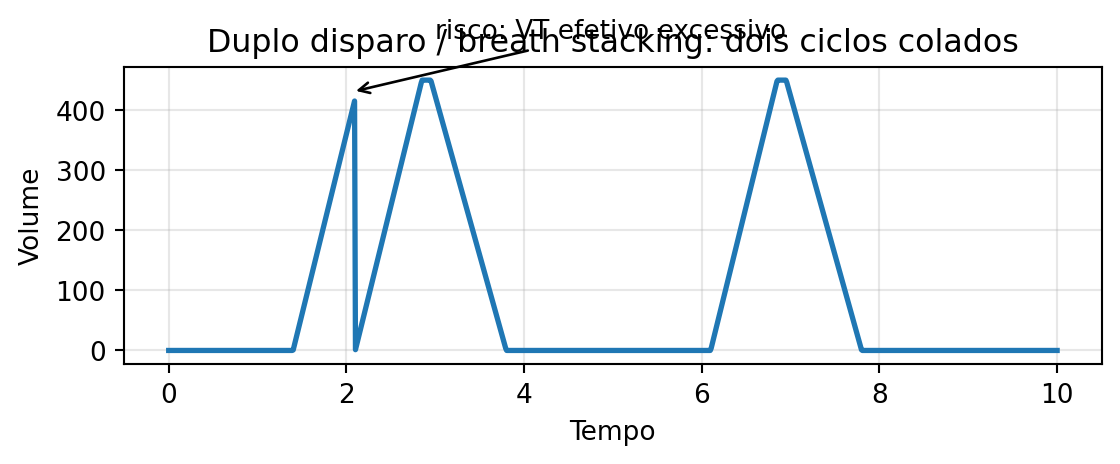 risco: VT efetivo excessivo
Duplo disparo / breath stacking: dois ciclos colados
400
300
200
100
0
Volume
0 2 4 6 8 10
Tempo